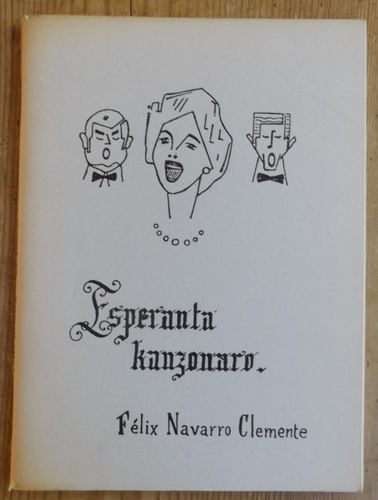 Esperanta
kanzonaro.
Félix Navarro Clemente